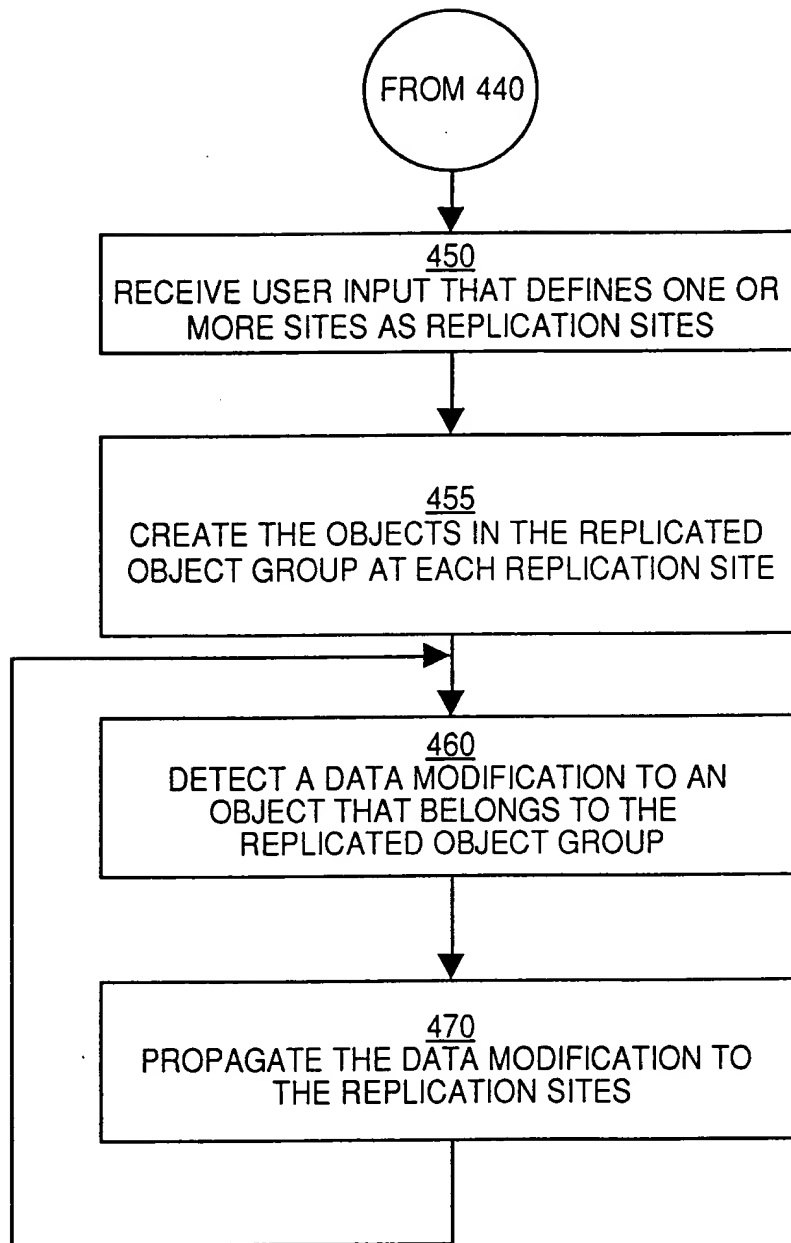 FROM 440
450
RECEIVE USER INPUT THAT DEFINES ONE OR
MORE SITES AS REPLICATION SITES
455
CREATE THE OBJECTS IN THE REPLICATED
OBJECT GROUP AT EACH REPLICATION SITE
460
DETECT A DATA MODIFICATION TO AN
OBJECT THAT BELONGS TO THE
REPLICATED OBJECT GROUP
470
PROPAGATE THE DATA MODIFICATION TO
THE REPLICATION SITES